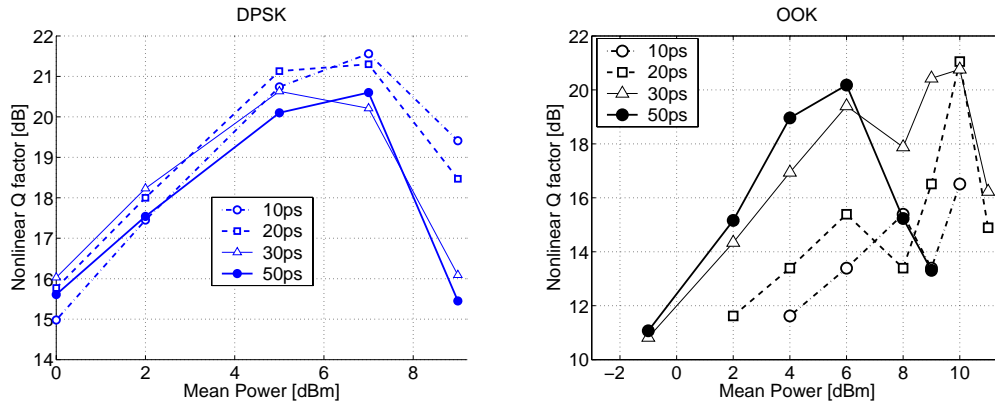 DPSK
22
21
20
19
18
17
16
15
14
0
2
4
6
8
Nonlinear Q factor [dB]
Mean Power [dBm]
10ps
20ps
30ps
50ps
OOK
22
20
18
16
14
12
10
−2
0
2
4
6
8
10
Nonlinear Q factor [dB]
Mean Power [dBm]
10ps
20ps
30ps
50ps